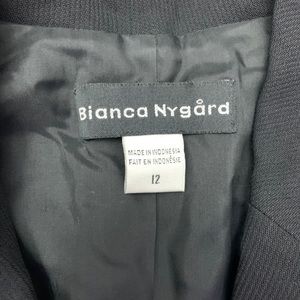 Bianca Nygård
MADE IN INDONESIA
FAIT EN INDONÉSIE
12